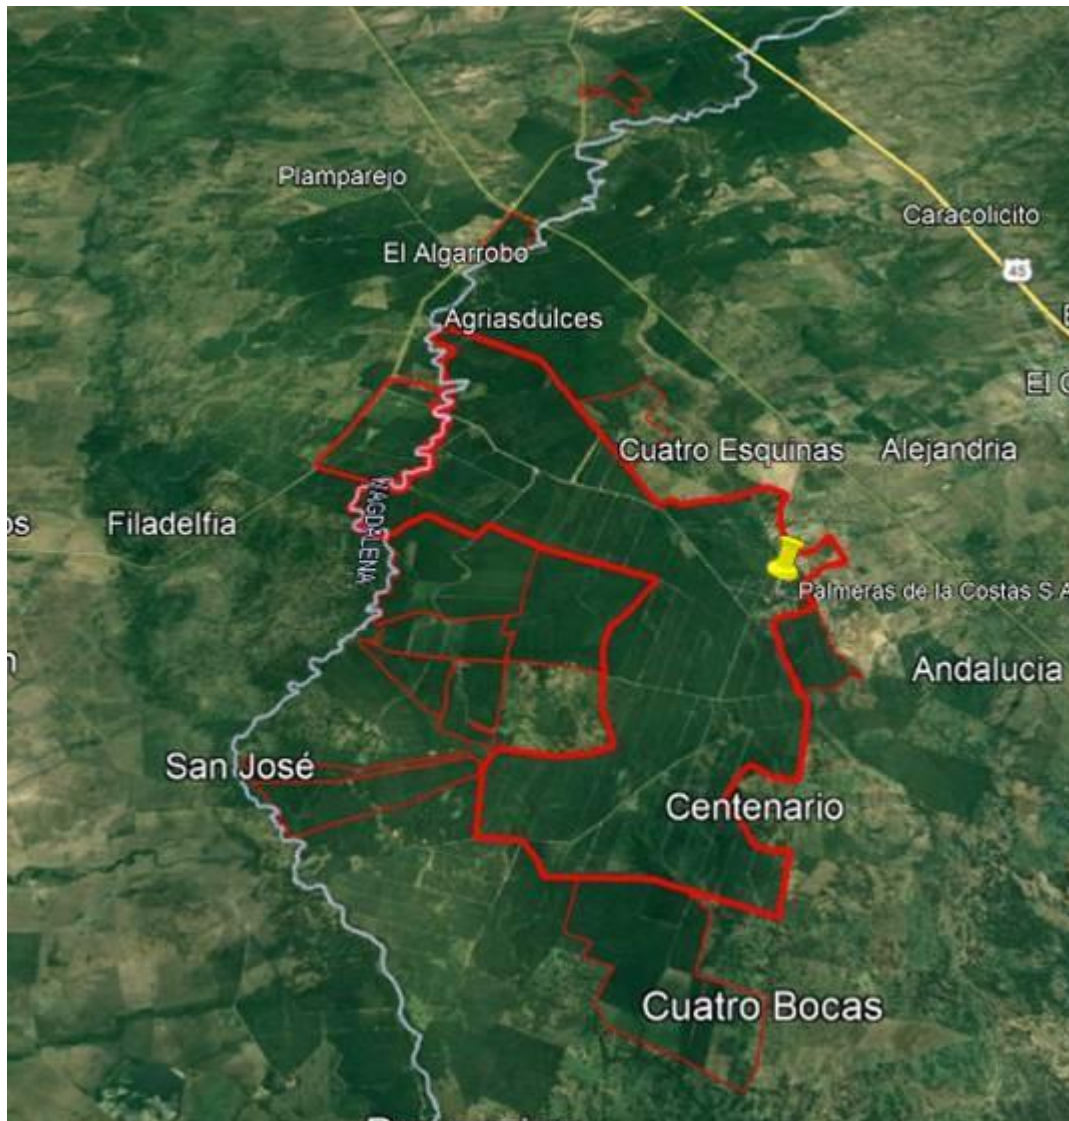 Plamparejo
Caracolicito
El Algarrobo
45
Agriasdulces
Cuatro Esquinas
Alejandria
Filadelfia
MAGDALENA
Palmeras de la Costas S.A
Andalucia
San José
Centenario
Cuatro Bocas